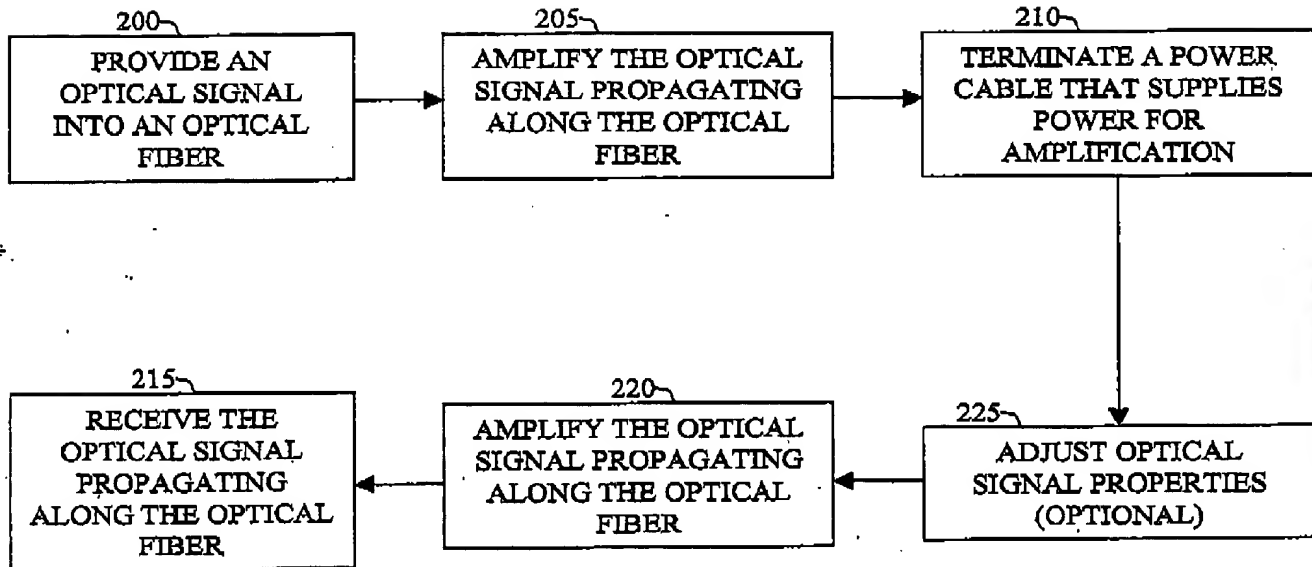 200
PROVIDE AN
OPTICAL SIGNAL
INTO AN OPTICAL
FIBER
205
AMPLIFY THE OPTICAL
SIGNAL PROPAGATING
ALONG THE OPTICAL
FIBER
210
TERMINATE A POWER
CABLE THAT SUPPLIES
POWER FOR
AMPLIFICATION
215
RECEIVE THE
OPTICAL SIGNAL
PROPAGATING
ALONG THE OPTICAL
FIBER
220
AMPLIFY THE OPTICAL
SIGNAL PROPAGATING
ALONG THE OPTICAL
FIBER
225
ADJUST OPTICAL
SIGNAL PROPERTIES
(OPTIONAL)